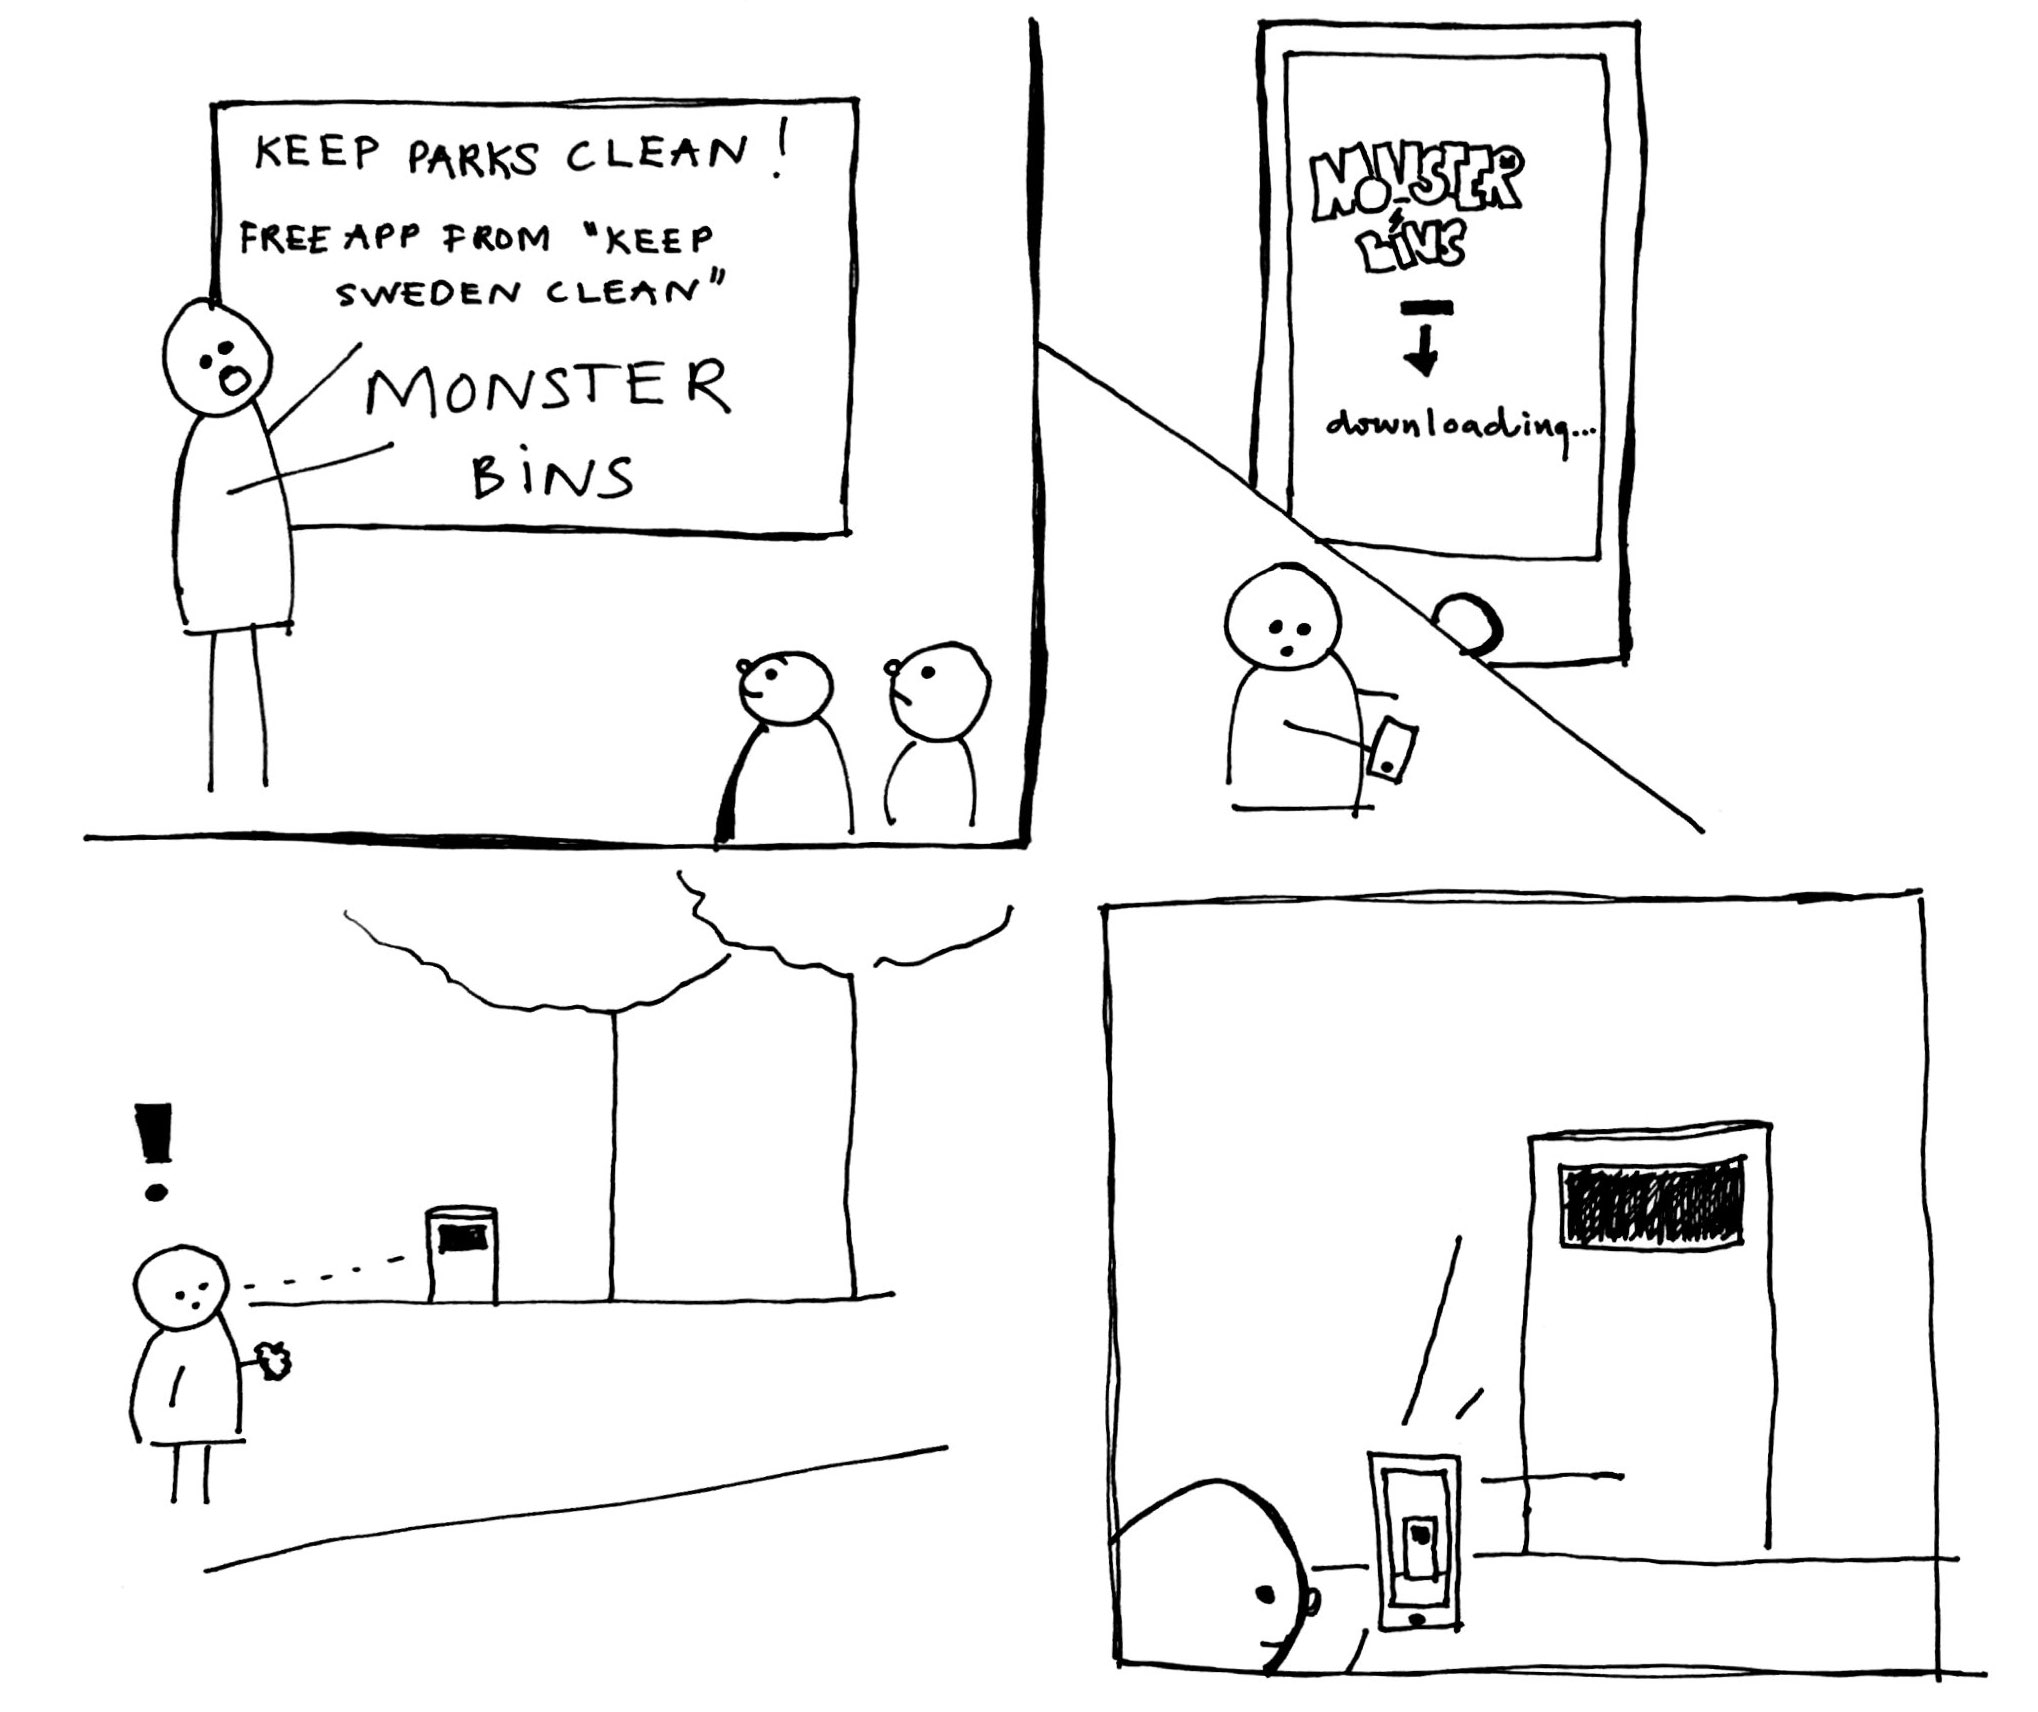 KEEP PARKS CLEAN!
FREE APP FROM "KEEP
SWEDEN CLEAN"
MONSTER
BINS
MONSTER
BINS
downloading...
!